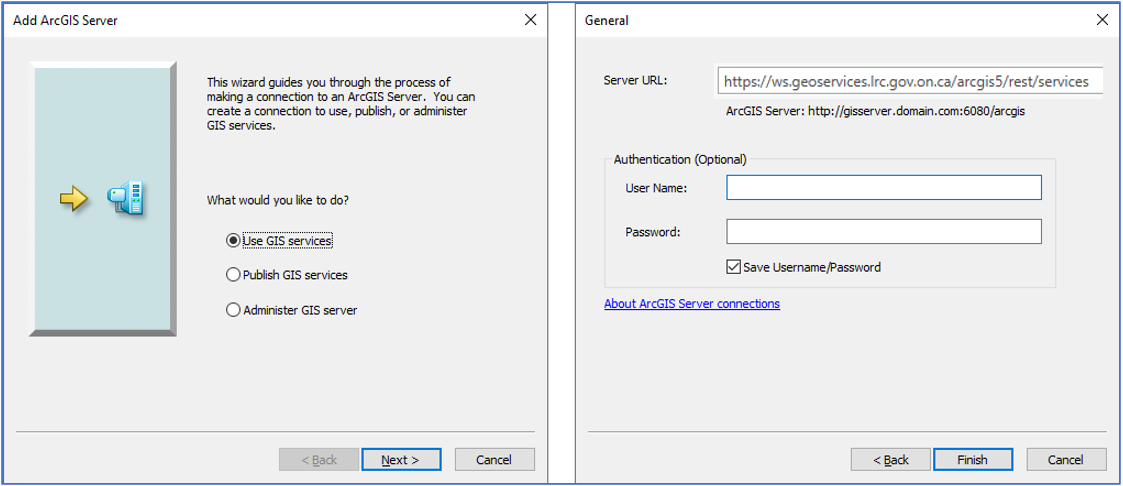 Add ArcGIS Server
This wizard guides you through the process of
making a connection to an ArcGIS Server.  You can
create a connection to use, publish, or administer
GIS services.
What would you like to do?
Use GIS services
Publish GIS services
Administer GIS server
< Back
Next >
Cancel
General
Server URL:
https://ws.geoservices.lrc.gov.on.ca/arcgis5/rest/services
ArcGIS Server: http://gisserver.domain.com:6080/arcgis
Authentication (Optional)
User Name:
Password:
Save Username/Password
About ArcGIS Server connections
< Back
Finish
Cancel